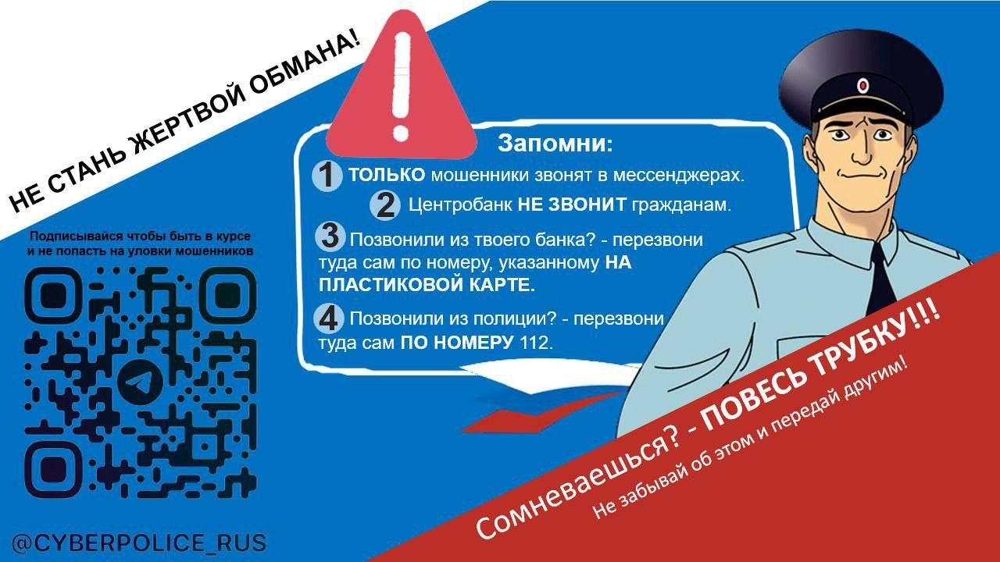 НЕ СТАНЬ ЖЕРТВОЙ ОБМАНА!
Подписывайся чтобы быть в курсе
и не попасть на уловки мошенников
@CYBERPOLICE_RUS
Запомни:
1 ТОЛЬКО мошенники звонят в мессенджерах.
2 Центробанк НЕ ЗВОНИТ гражданам.
3 Позвонили из твоего банка? - перезвони
туда сам по номеру, указанному НА
ПЛАСТИКОВОЙ КАРТЕ.
4 Позвонили из полиции? - перезвони
туда сам ПО НОМЕРУ 112.
Сомневаешься? - ПОВЕСЬ ТРУБКУ!!!
Не забывай об этом и передай другим!